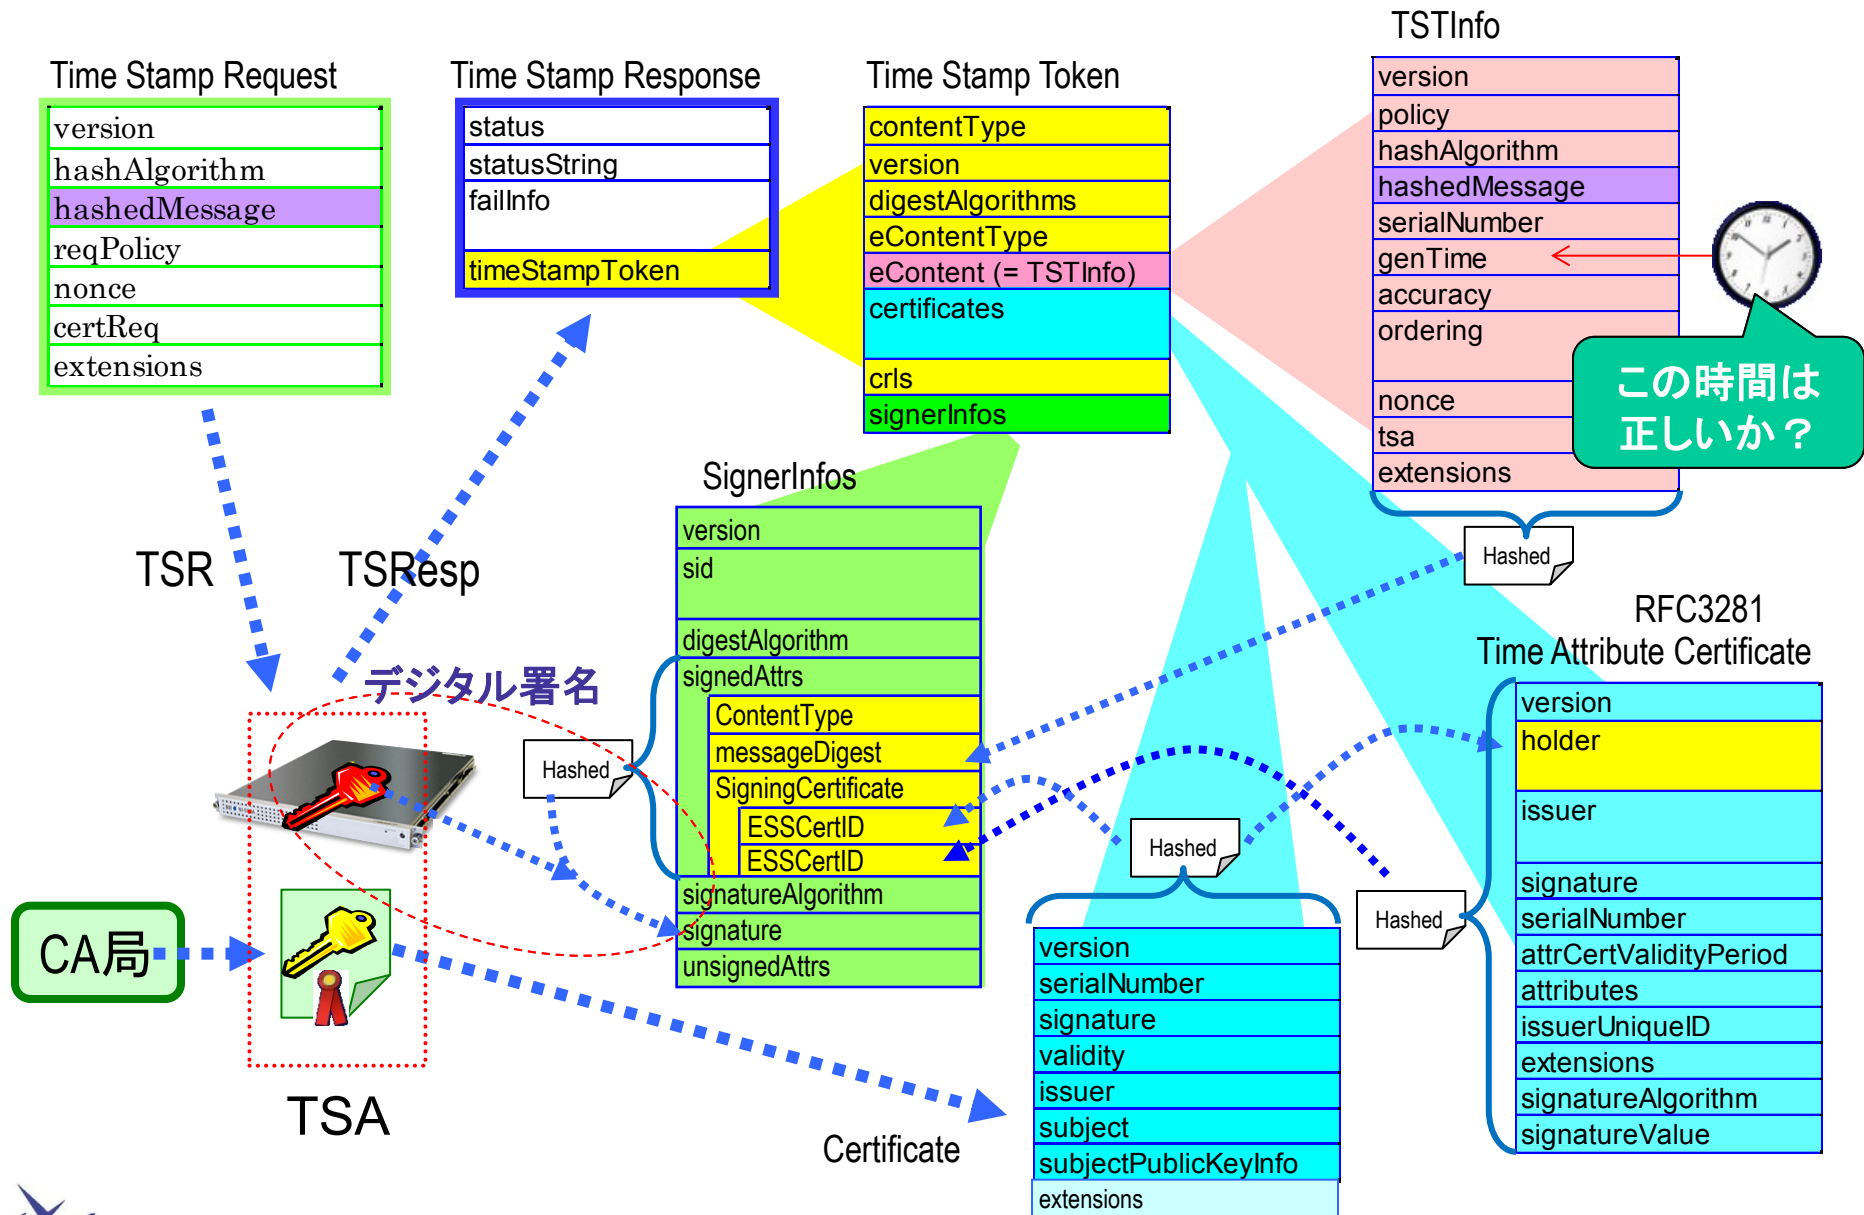 Time Stamp Request
version
hashAlgorithm
hashedMessage
reqPolicy
nonce
certReq
extensions
Time Stamp Response
status
statusString
failInfo
timeStampToken
Time Stamp Token
contentType
version
digestAlgorithms
eContentType
eContent (= TSTInfo)
certificates
crls
signerInfos
TSTInfo
version
policy
hashAlgorithm
hashedMessage
serialNumber
genTime
accuracy
ordering
nonce
tsa
extensions
この時間は
正しいか？
Hashed
TSR
TSResp
デジタル署名
SignerInfos
version
sid
digestAlgorithm
signedAttrs
ContentType
messageDigest
SigningCertificate
ESSCertID
ESSCertID
signatureAlgorithm
signature
unsignedAttrs
Hashed
CA局
TSA
Hashed
Certificate
version
serialNumber
signature
validity
issuer
subject
subjectPublicKeyInfo
extensions
Hashed
RFC3281
Time Attribute Certificate
version
holder
issuer
signature
serialNumber
attrCertValidityPeriod
attributes
issuerUniqueID
extensions
signatureAlgorithm
signatureValue